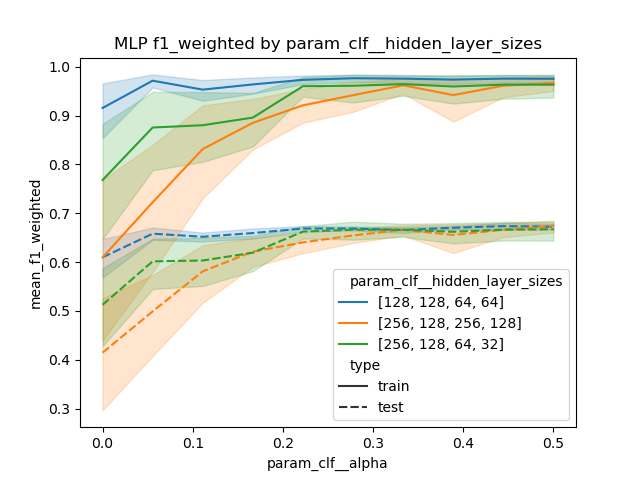 MLP f1_weighted by param_clf__hidden_layer_sizes
mean_f1_weighted
1.0
0.9
0.8
0.7
0.6
0.5
0.4
0.3
param_clf__hidden_layer_sizes
[128, 128, 64, 64]
[256, 128, 256, 128]
[256, 128, 64, 32]
type
train
test
0.0 0.1 0.2 0.3 0.4 0.5
param_clf__alpha